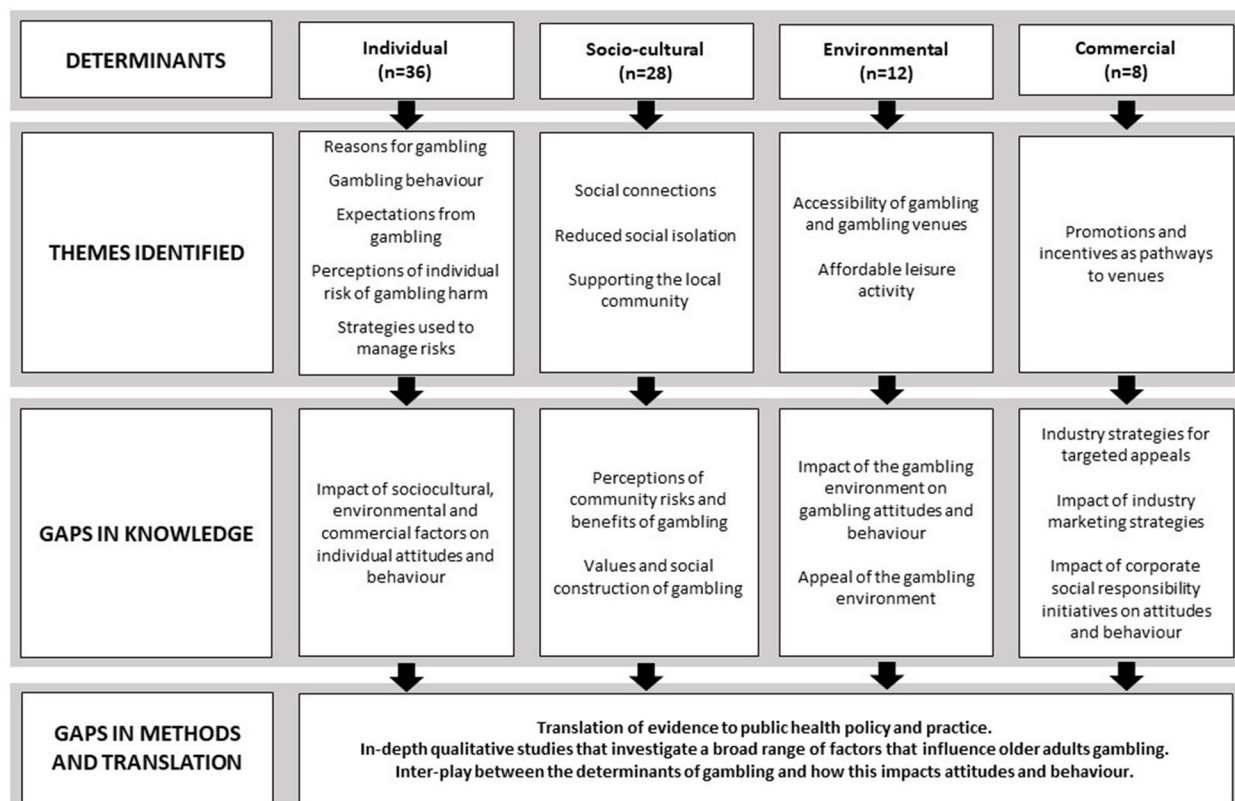 DETERMINANTS
Individual
(n=36)
Socio-cultural
(n=28)
Environmental
(n=12)
Commercial
(n=8)
THEMES IDENTIFIED
Reasons for gambling
Gambling behaviour
Expectations from
gambling
Perceptions of individual
risk of gambling harm
Strategies used to
manage risks
Social connections
Reduced social isolation
Supporting the local
community
Accessibility of gambling
and gambling venues
Affordable leisure
activity
Promotions and
incentives as pathways
to venues
GAPS IN KNOWLEDGE
Impact of sociocultural,
environmental and
commercial factors on
individual attitudes and
behaviour
Perceptions of
community risks and
benefits of gambling
Values and social
construction of gambling
Impact of the gambling
environment on
gambling attitudes and
behaviour
Appeal of the gambling
environment
Industry strategies for
targeted appeals
Impact of industry
marketing strategies
Impact of corporate
social responsibility
initiatives on attitudes
and behaviour
GAPS IN METHODS
AND TRANSLATION
Translation of evidence to public health policy and practice.
In-depth qualitative studies that investigate a broad range of factors that influence older adults gambling.
Inter-play between the determinants of gambling and how this impacts attitudes and behaviour.